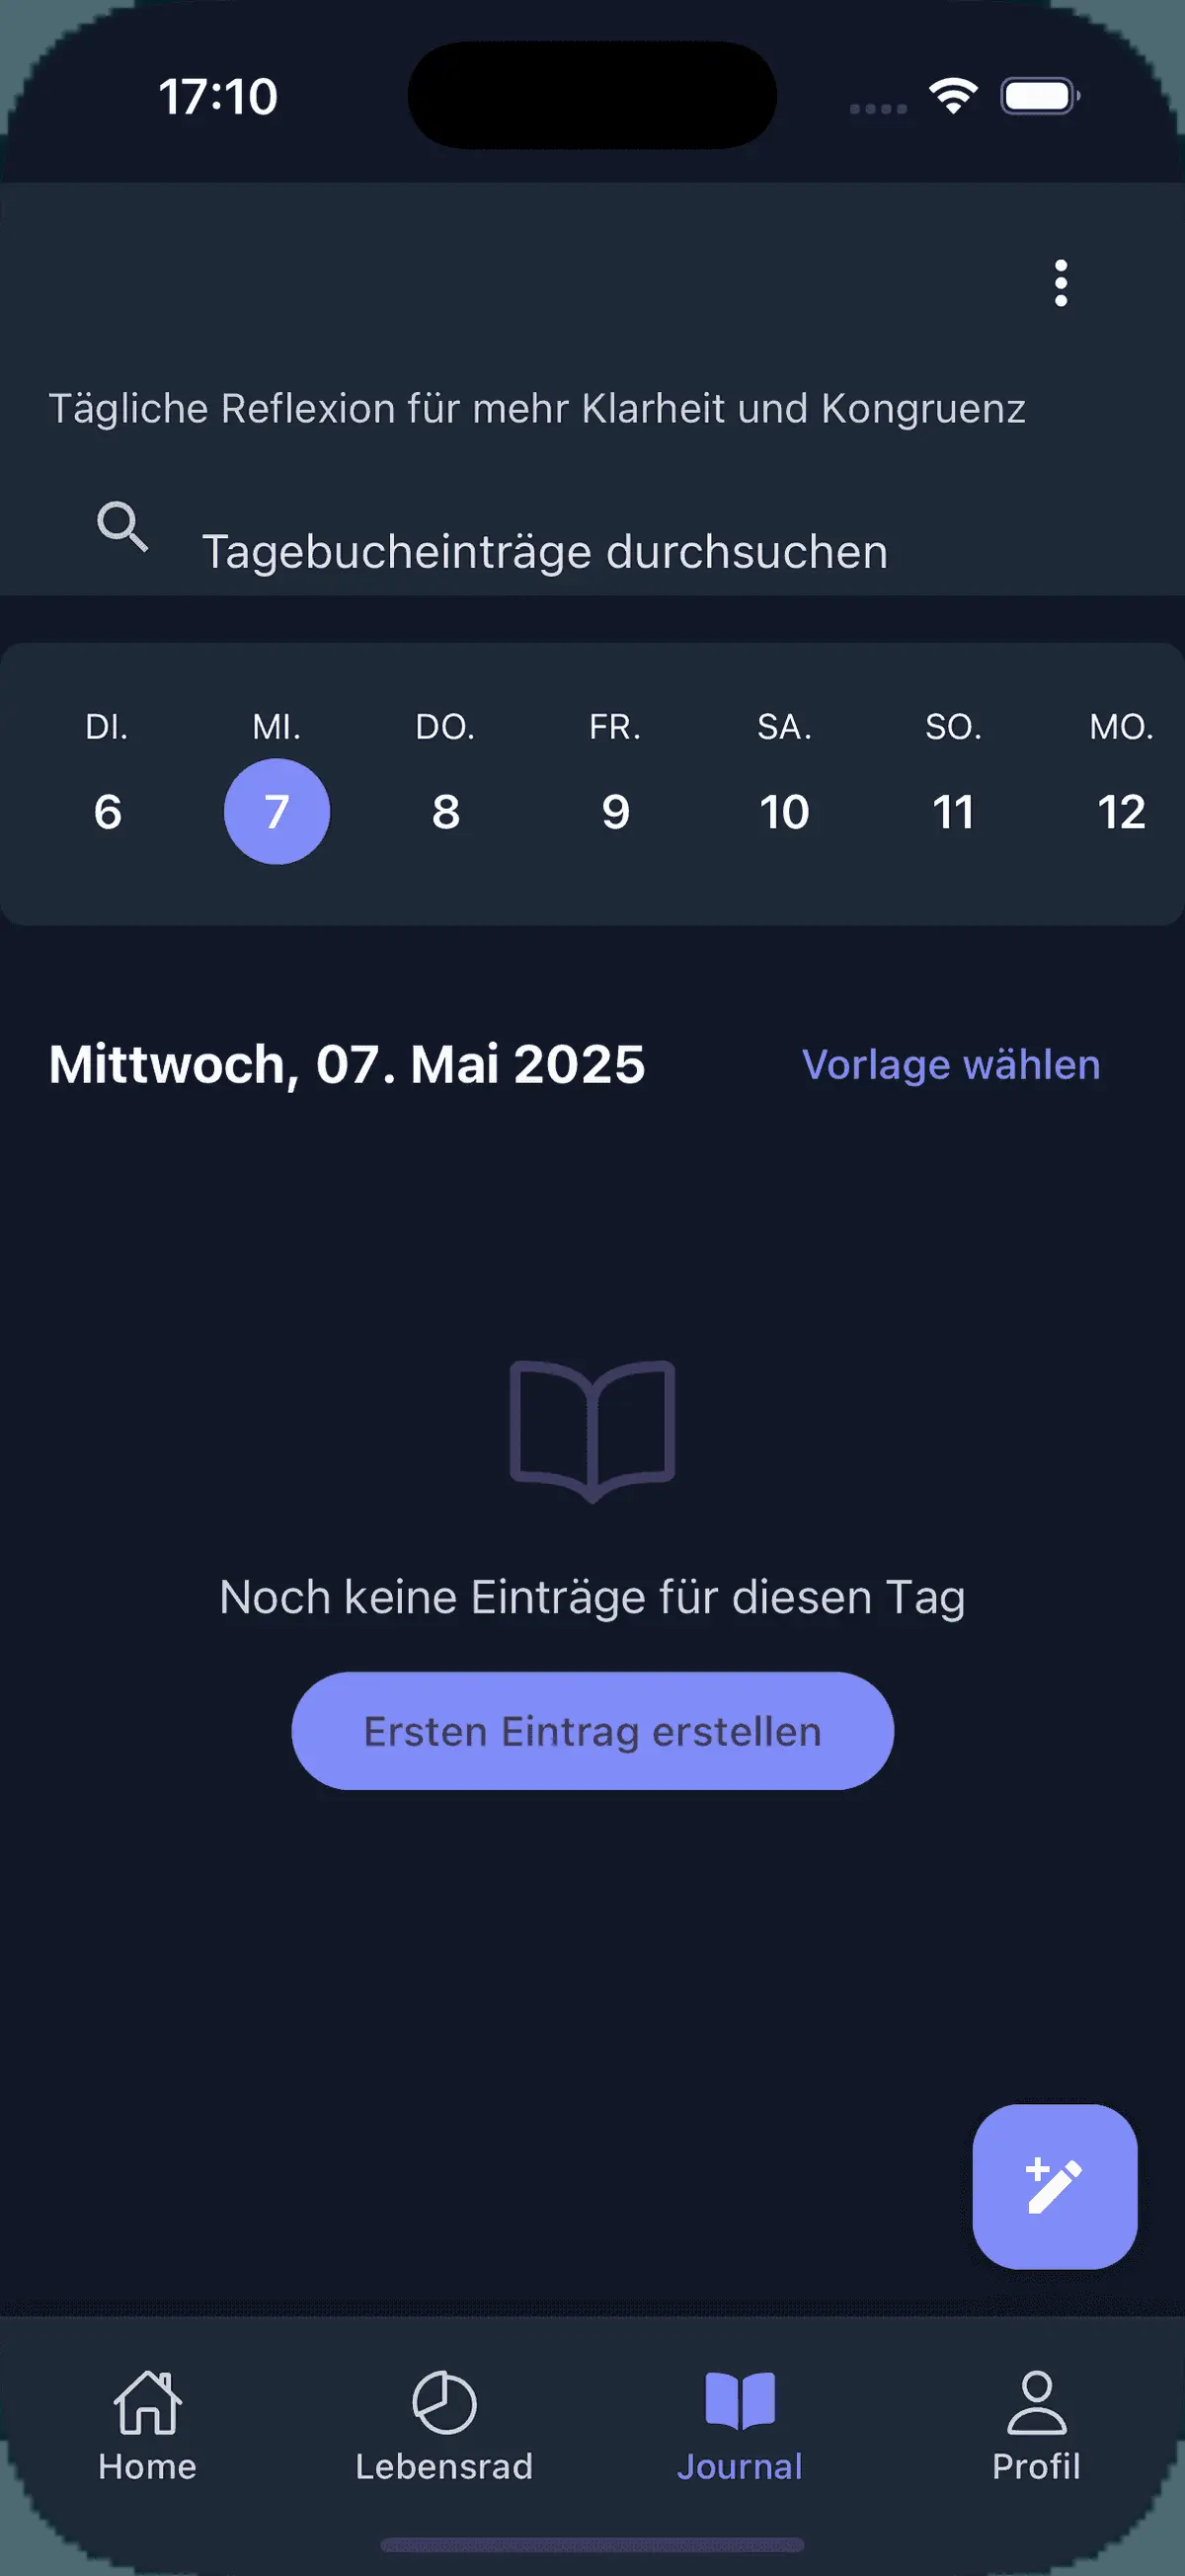 17:10
Tägliche Reflexion für mehr Klarheit und Kongruenz
Tagebucheinträge durchsuchen
DI. MI. DO. FR. SA. SO. MO.
6 7 8 9 10 11 12
Mittwoch, 07. Mai 2025 Vorlage wählen
Noch keine Einträge für diesen Tag
Ersten Eintrag erstellen
Home Lebensrad Journal Profil